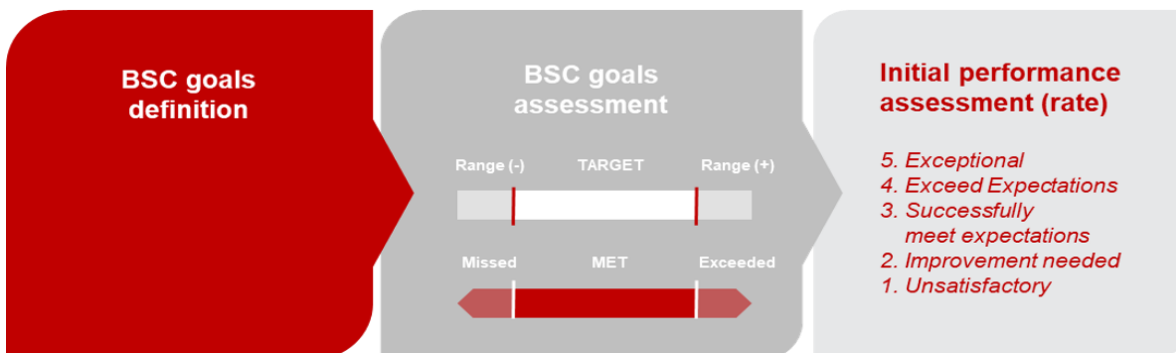 BSC goals
definition
BSC goals
assessment
Range (-) TARGET Range (+)
Missed MET Exceeded
Initial performance
assessment (rate)
5. Exceptional
4. Exceed Expectations
3. Successfully
meet expectations
2. Improvement needed
1. Unsatisfactory